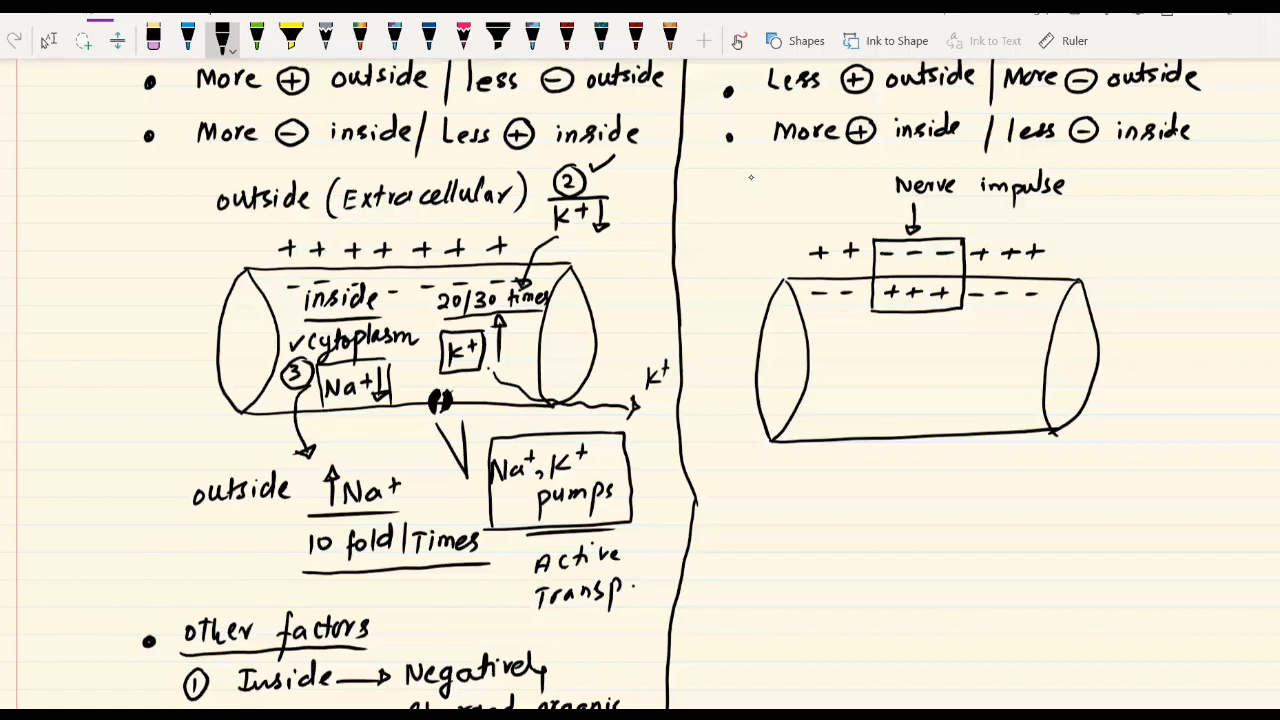 Shapes
Ink to Shape
Ink to Text
Ruler
• More ⊕ outside / less ⊖ outside
• More ⊖ inside / Less ⊕ inside
outside (Extracellular)
② ✓
K+ ↓
+ + + + + + +
- - - - - - -
inside
20/30 times
✓ cytoplasm
K+ ↑
③ Na+ ↓
K+
outside ↑ Na+
10 fold / Times
Na+, K+
pumps
Active
Transp.
• other factors
① Inside → Negatively
charged organic
• Less ⊕ outside / More ⊖ outside
• More ⊕ inside / less ⊖ inside
Nerve impulse
+ + - - - + + +
- - + + + - - -